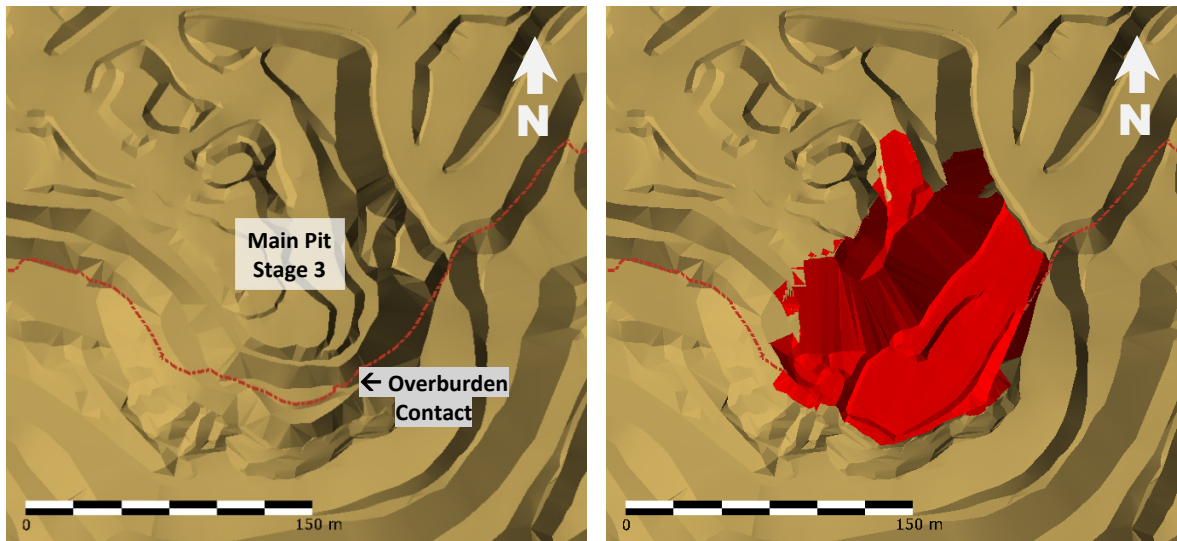 N
Main Pit
Stage 3
← Overburden
Contact
0
150 m
N
0
150 m